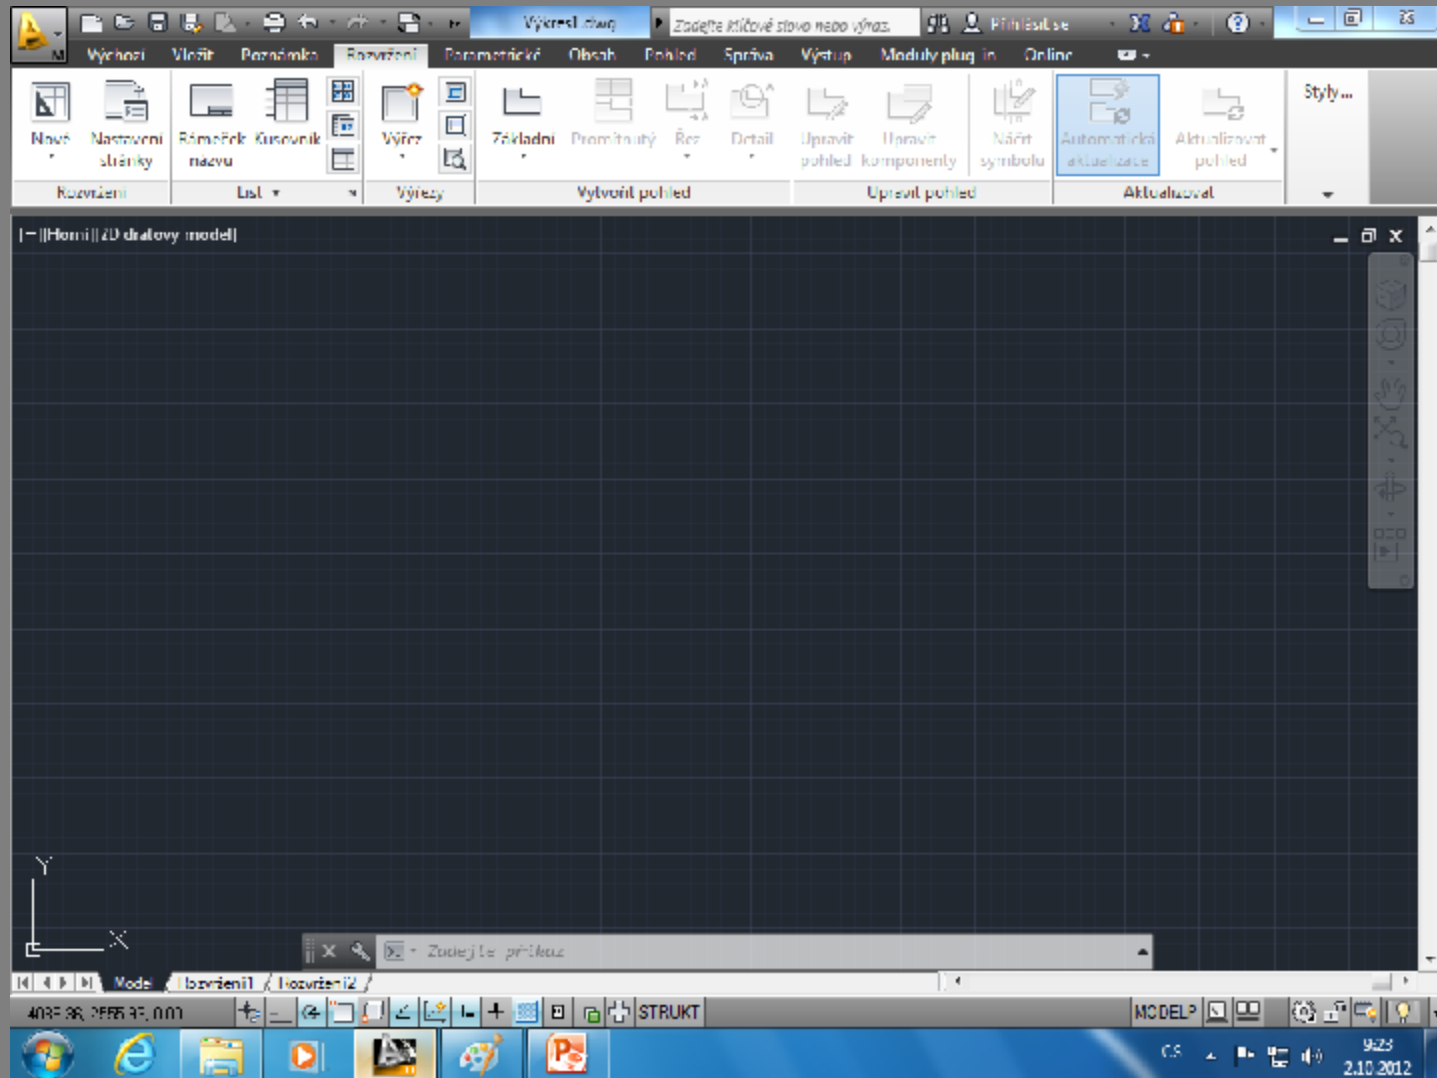 Výkres1.dwg Zadejte klíčové slovo nebo výraz. Přihlásit se
Výchozí Vložit Poznámka Rozvržení Parametrické Obsah Pohled Správa Výstup Moduly plug-in Online
Nové Nastavení stránky Rámeček názvu Kusovník Výřez Základní Promítnutý Řez Detail Upravit pohled Upravit komponenty Náčrt symbolu Automatická aktualizace Aktualizovat pohled Styly...
Rozvržení List Výřezy Vytvořit pohled Upravit pohled Aktualizovat
[–][Horní][2D drátový model]
Y
X
Zadejte příkaz
Model Rozvržení1 Rozvržení2
STRUKT MODELP
CS 9:23
2.10.2012